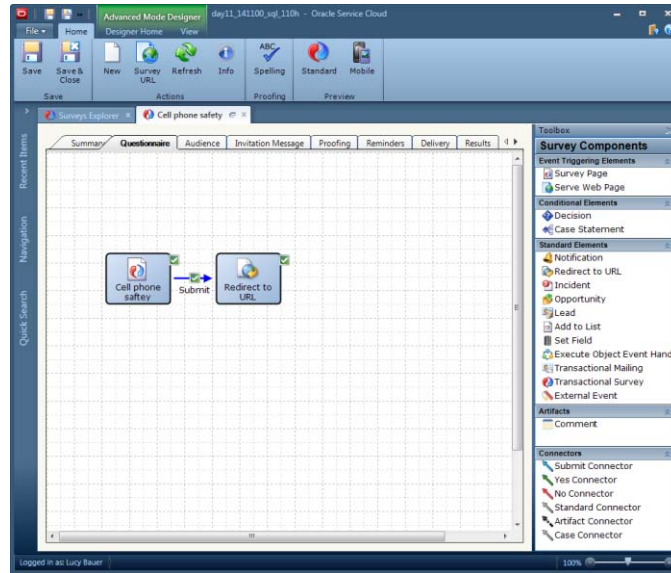 Advanced Mode Designer
day11_141100_sql_110h - Oracle Service Cloud
File
Home
Designer Home
View
Save
Save & Close
New
Survey URL
Refresh
Info
ABC
Spelling
Standard
Mobile
Save
Actions
Proofing
Preview
Surveys Explorer
Cell phone safety
Recent Items
Navigation
Quick Search
Summary
Questionnaire
Audience
Invitation Message
Proofing
Reminders
Delivery
Results
Cell phone
saftey
Submit
Redirect to
URL
Toolbox
Survey Components
Event Triggering Elements
Survey Page
Serve Web Page
Conditional Elements
Decision
Case Statement
Standard Elements
Notification
Redirect to URL
Incident
Opportunity
Lead
Add to List
Set Field
Execute Object Event Hand
Transactional Mailing
Transactional Survey
External Event
Artifacts
Comment
Connectors
Submit Connector
Yes Connector
No Connector
Standard Connector
Artifact Connector
Case Connector
Logged in as: Lucy Bauer
100%